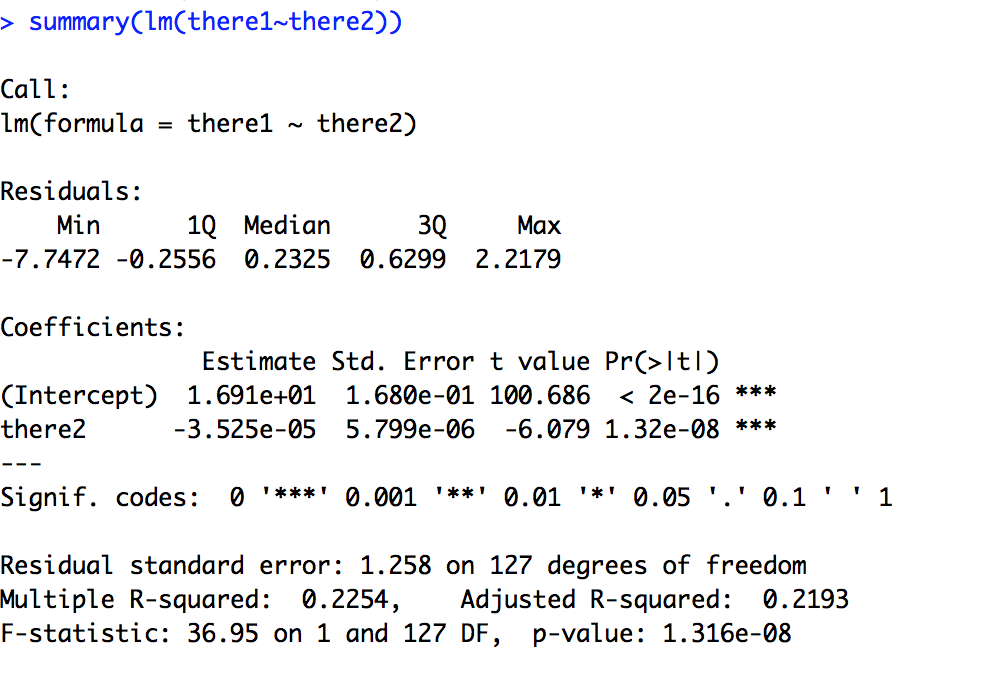 > summary(lm(there1~there2))
Call:
lm(formula = there1 ~ there2)
Residuals:
    Min      1Q  Median      3Q     Max
-7.7472 -0.2556  0.2325  0.6299  2.2179
Coefficients:
              Estimate Std. Error t value Pr(>|t|)
(Intercept)  1.691e+01  1.680e-01 100.686  < 2e-16 ***
there2      -3.525e-05  5.799e-06  -6.079 1.32e-08 ***
---
Signif. codes:  0 '***' 0.001 '**' 0.01 '*' 0.05 '.' 0.1 ' ' 1
Residual standard error: 1.258 on 127 degrees of freedom
Multiple R-squared:  0.2254,    Adjusted R-squared:  0.2193
F-statistic: 36.95 on 1 and 127 DF,  p-value: 1.316e-08